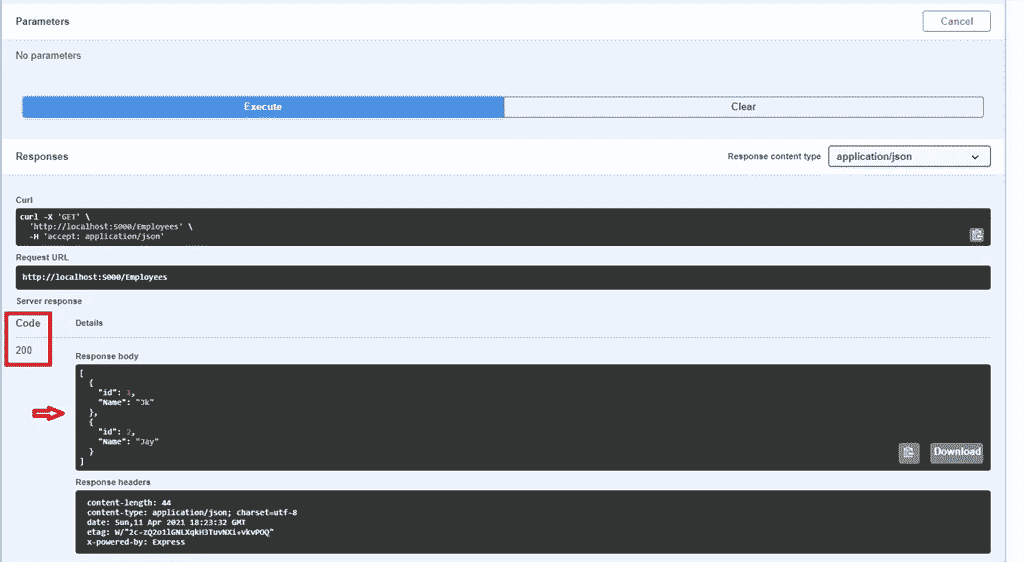 Parameters
Cancel
No parameters
Execute
Clear
Responses
Response content type
application/json
Curl
curl -X 'GET' \
'http://localhost:5000/Employees' \
-H 'accept: application/json'
Request URL
http://localhost:5000/Employees
Server response
Code
Details
200
Response body
[
{
"id": 1,
"Name": "Jk"
},
{
"id": 2,
"Name": "Jay"
}
]
Download
Response headers
content-length: 44
content-type: application/json; charset=utf-8
date: Sun,11 Apr 2021 18:23:32 GMT
etag: W/"2c-zQ2o1lGNLXqkH3TuvNXi+vkvPOQ"
x-powered-by: Express